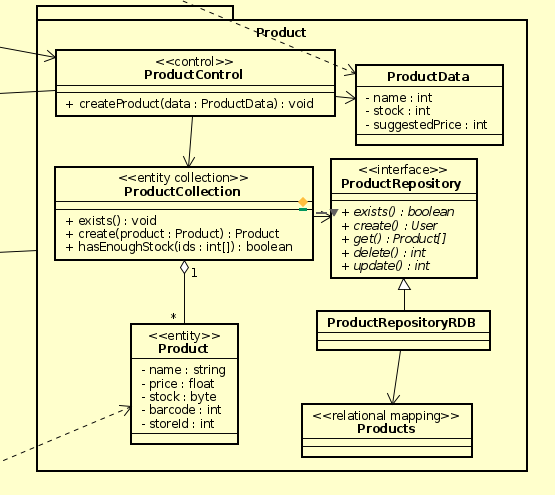 Product
<<control>>
ProductControl
+ createProduct(data : ProductData) : void
ProductData
- name : int
- stock : int
- suggestedPrice : int
<<entity collection>>
ProductCollection
+ exists() : void
+ create(product : Product) : Product
+ hasEnoughStock(ids : int[]) : boolean
<<interface>>
ProductRepository
+ exists() : boolean
+ create() : User
+ get() : Product[]
+ delete() : int
+ update() : int
1
*
<<entity>>
Product
- name : string
- price : float
- stock : byte
- barcode : int
- storeId : int
ProductRepositoryRDB
<<relational mapping>>
Products